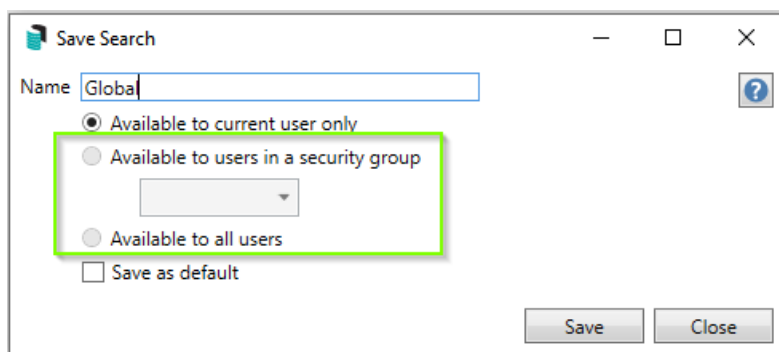 Save Search
Name Global
Available to current user only
Available to users in a security group
Available to all users
Save as default
Save Close